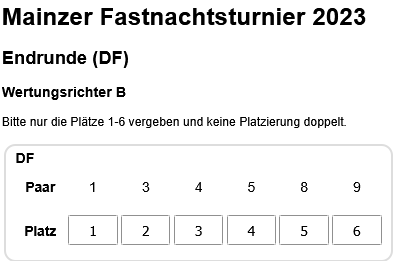 Mainzer Fastnachtsturnier 2023
Endrunde (DF)
Wertungsrichter B
Bitte nur die Plätze 1-6 vergeben und keine Platzierung doppelt.
DF
Paar 1 3 4 5 8 9
Platz 1 2 3 4 5 6